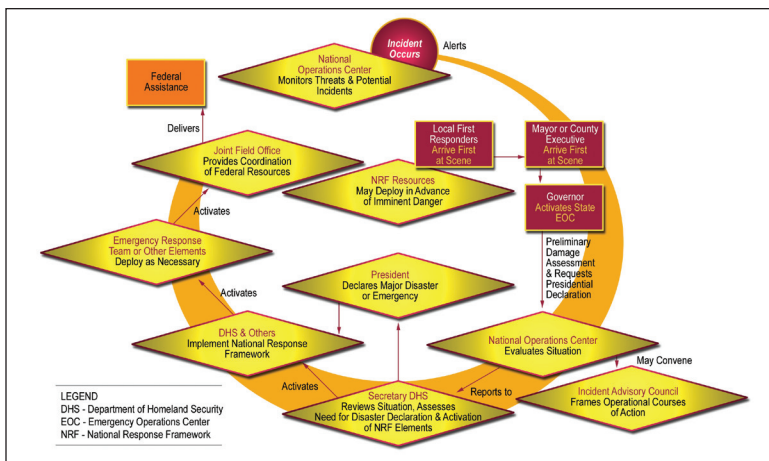 Incident
Occurs
Alerts
National
Operations Center
Monitors Threats & Potential
Incidents
Federal
Assistance
Delivers
Joint Field Office
Provides Coordination
of Federal Resources
Local First
Responders
Arrive First
at Scene
Mayor or County
Executive
Arrive First
at Scene
NRF Resources
May Deploy in Advance
of Imminent Danger
Governor
Activates State
EOC
Activates
Emergency Response
Team or Other Elements
Deploy as Necessary
Preliminary
Damage
Assessment
& Requests
Presidential
Declaration
President
Declares Major Disaster
or Emergency
Activates
DHS & Others
Implement National Response
Framework
National Operations Center
Evaluates Situation
May Convene
Incident Advisory Council
Frames Operational Courses
of Action
Activates
Reports to
Secretary DHS
Reviews Situation, Assesses
Need for Disaster Declaration & Activation
of NRF Elements
LEGEND
DHS - Department of Homeland Security
EOC - Emergency Operations Center
NRF - National Response Framework